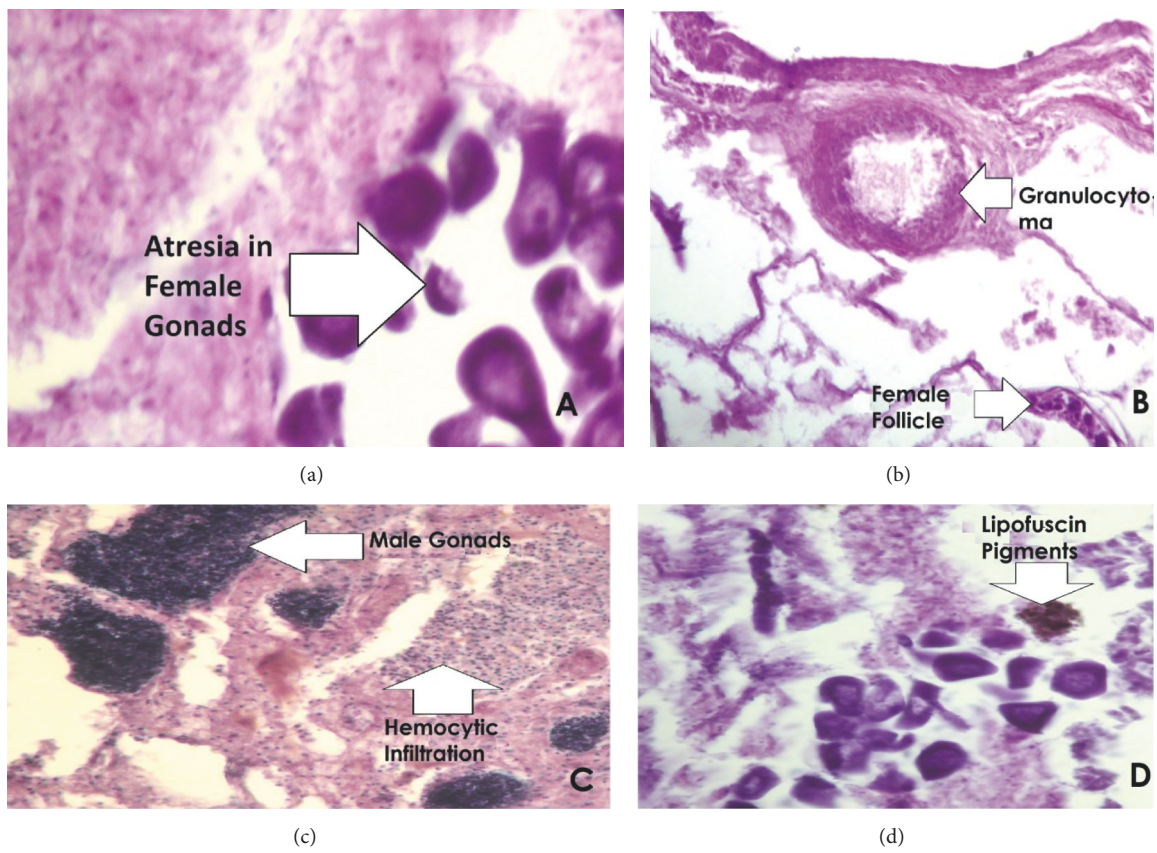 Atresia in
Female
Gonads
A
(a)
Granulocyto-
ma
Female
Follicle
B
(b)
Male Gonads
Hemocytic
Infiltration
C
(c)
Lipofuscin
Pigments
D
(d)